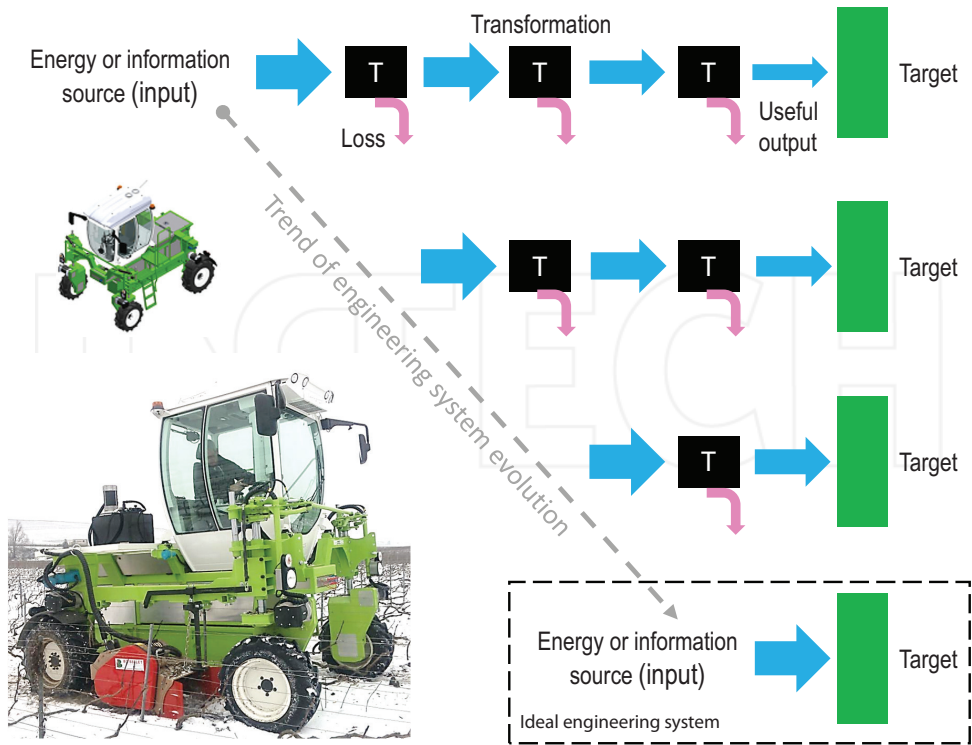 Transformation
Energy or information
source (input)
T
T
T
Target
Loss
Useful
output
Trend of engineering system evolution
T
T
Target
T
Target
Energy or information
source (input)
Target
Ideal engineering system
INTECH